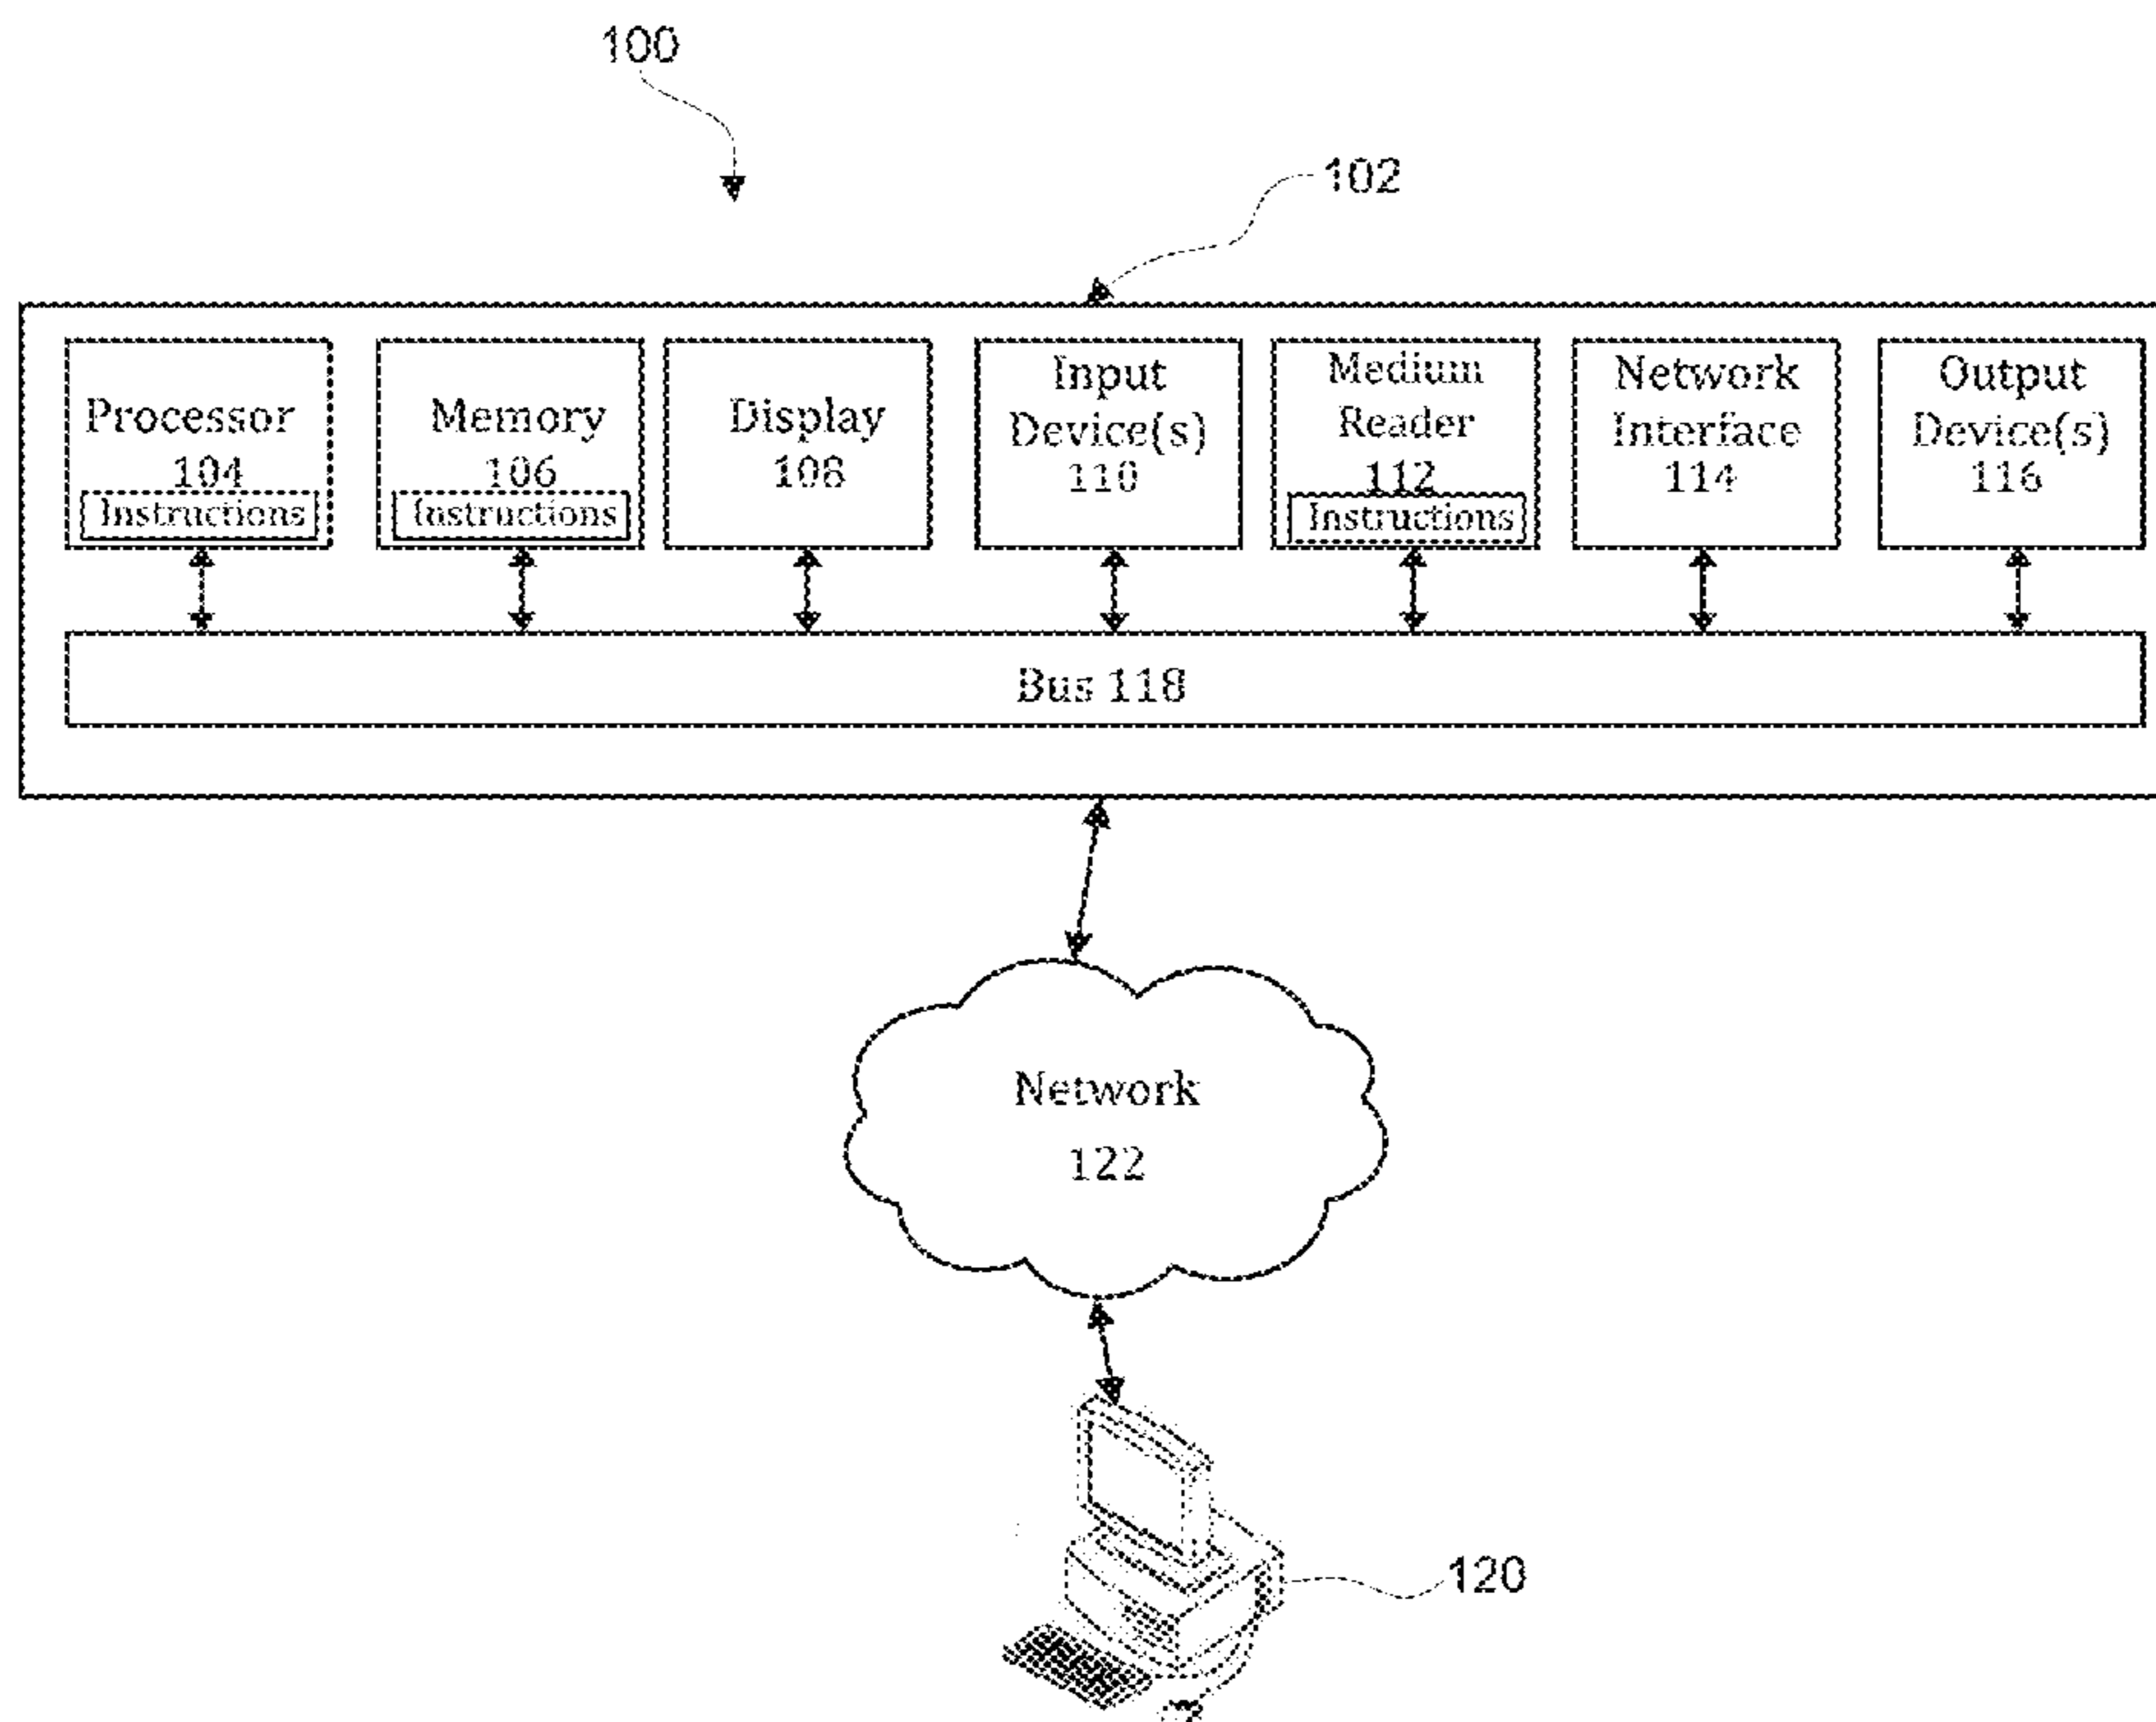 100
102
Processor
104
Instructions
Memory
106
Instructions
Display
108
Input
Device(s)
110
Medium
Reader
112
Instructions
Network
Interface
114
Output
Device(s)
116
Bus 118
Network
122
120